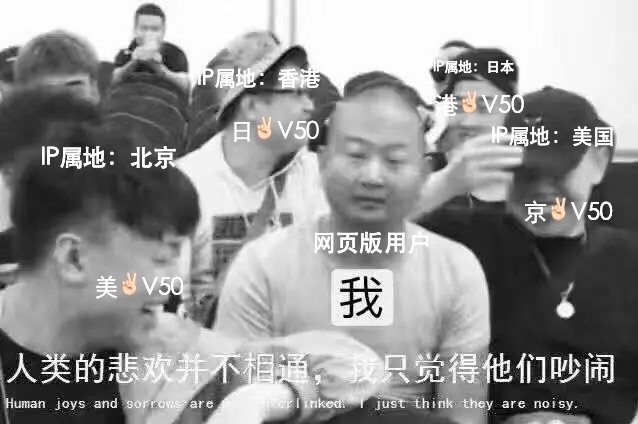 IP属地：香港
日✌🏻V50
IP属地：日本
港✌🏻V50
IP属地：美国
京✌🏻V50
IP属地：北京
美✌🏻V50
网页版用户
我
人类的悲欢并不相通，我只觉得他们吵闹
Human joys and sorrows are not interlinked. I just think they are noisy.